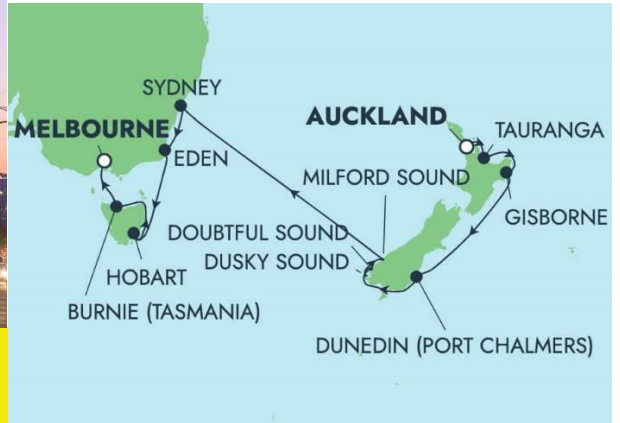 SYDNEY
MELBOURNE
EDEN
HOBART
BURNIE (TASMANIA)
AUCKLAND
TAURANGA
MILFORD SOUND
GISBORNE
DOUBTFUL SOUND
DUSKY SOUND
DUNEDIN (PORT CHALMERS)